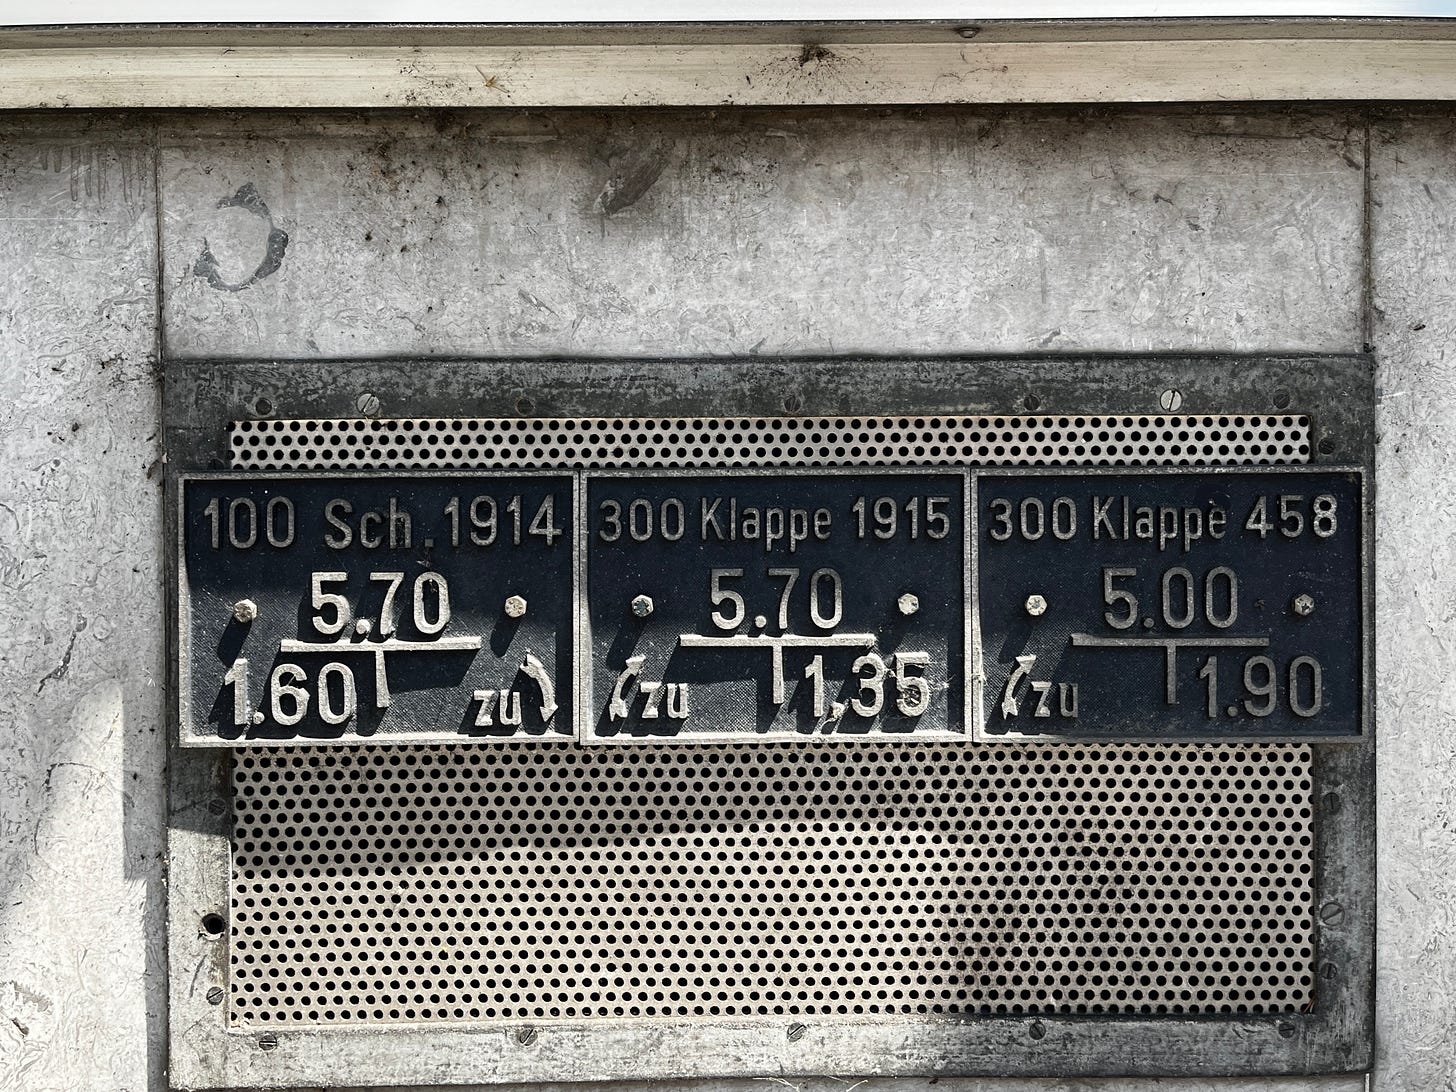 100 Sch. 1914
5.70
1.60 zu
300 Klappe 1915
5.70
zu 1.35
300 Klappe 458
5.00
zu 1.90